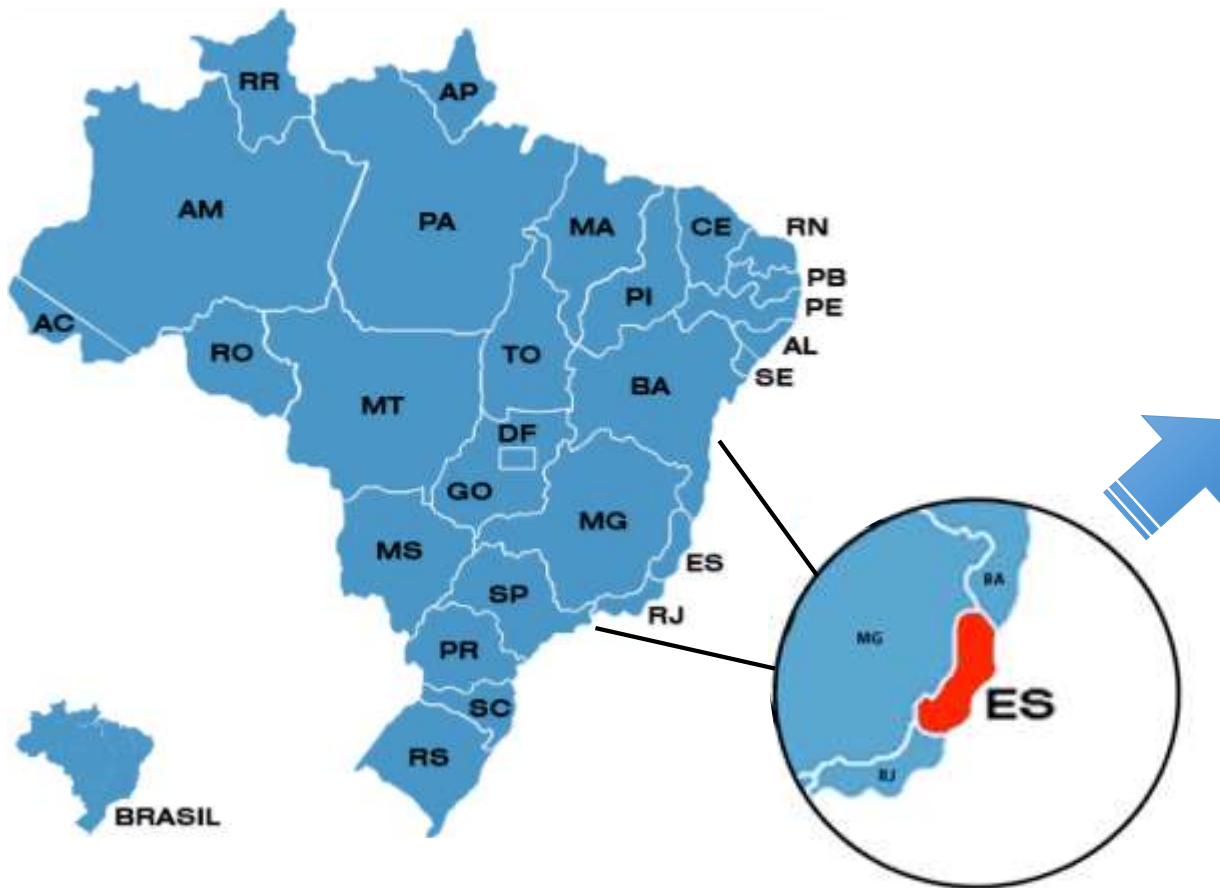 RR
AP
AM
PA
MA
CE
RN
PB
PI
PE
AC
AL
RO
TO
SE
BA
MT
DF
GO
MG
MS
ES
SP
RJ
PR
SC
RS
BRASIL
BA
MG
ES
RJ